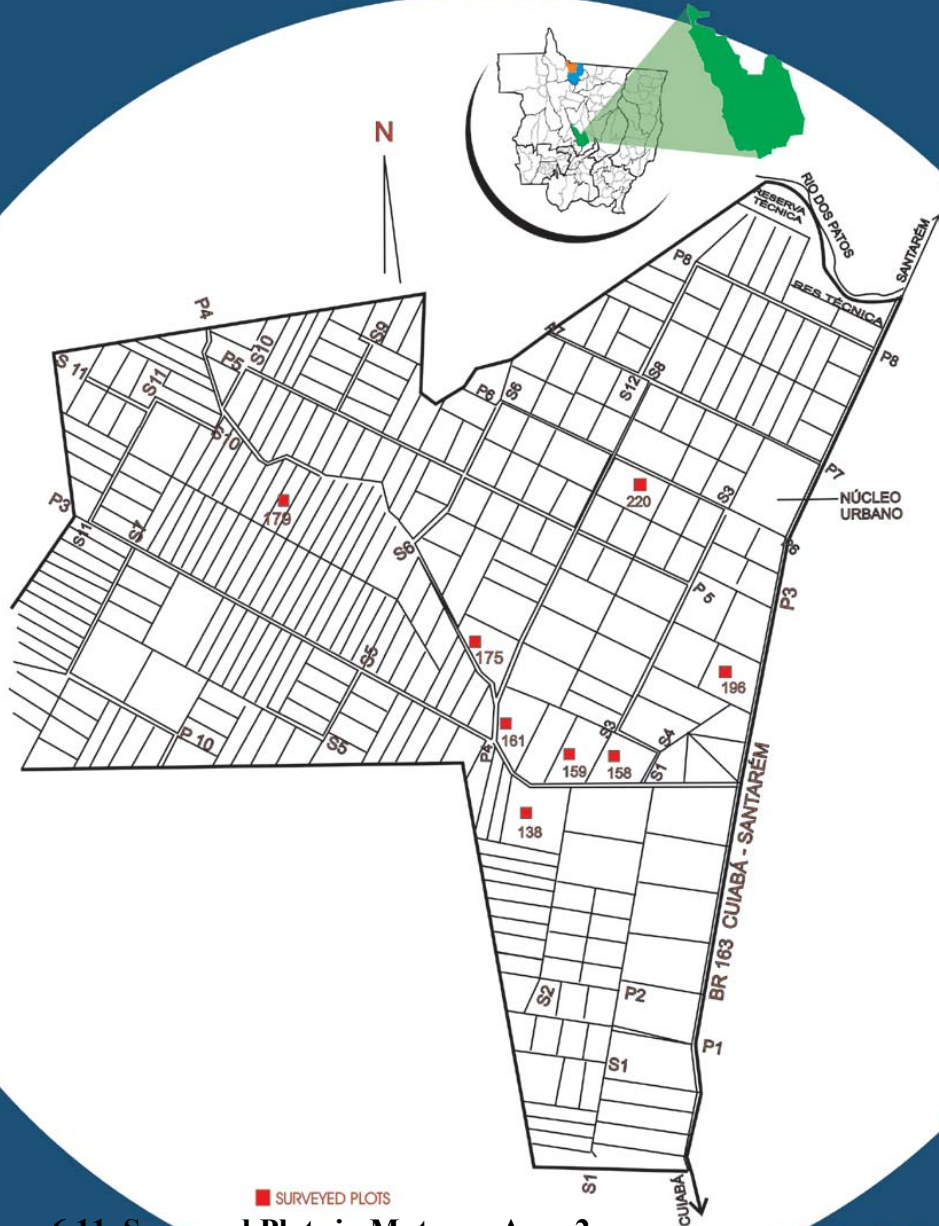 N
RIO DOS PATOS
RESERVA
TÉCNICA
SANTARÉM
P8
RES TÉCNICA
P4
S9
S10
P5
P8
S 11
S11
S12
S8
P6
S6
S10
P7
220
S3
NÚCLEO
URBANO
179
P3
S11
S7
S6
P5
P3
175
S5
196
161
S3
S4
P4
P 10
S5
159
158
S1
138
BR 163 CUIABÁ - SANTARÉM
S2
P2
P1
S1
S1
CUIABÁ
SURVEYED PLOTS